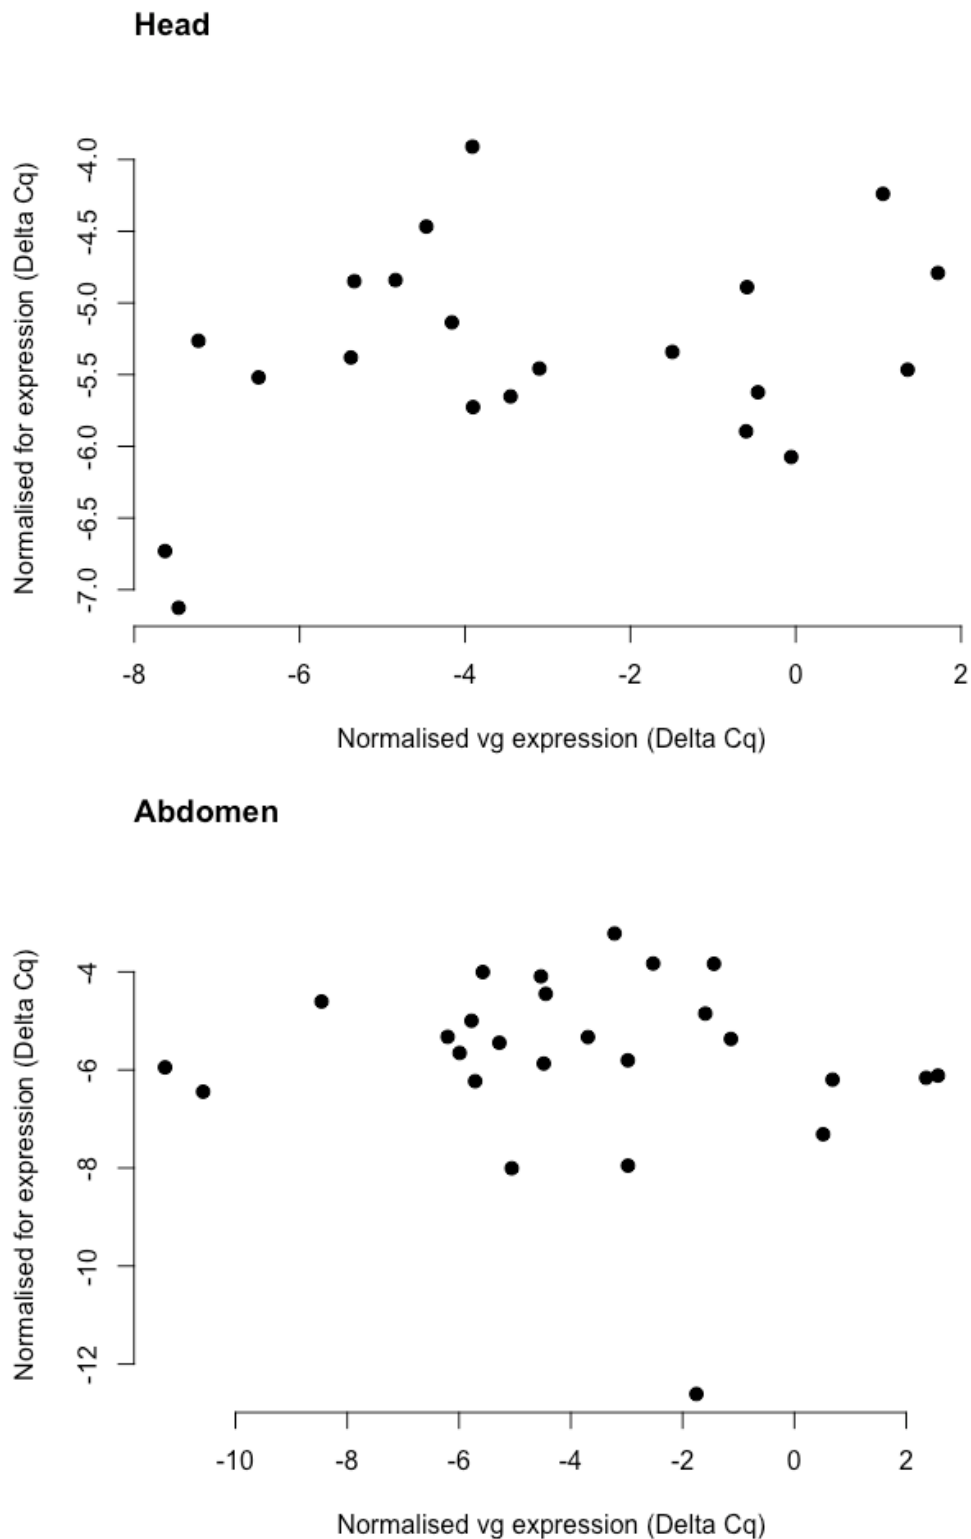 Head
Normalised for expression (Delta Cq)
-4.0
-4.5
-5.0
-5.5
-6.0
-6.5
-7.0
-8 -6 -4 -2 0 2
Normalised vg expression (Delta Cq)
Abdomen
Normalised for expression (Delta Cq)
-4
-6
-8
-10
-12
-10 -8 -6 -4 -2 0 2
Normalised vg expression (Delta Cq)